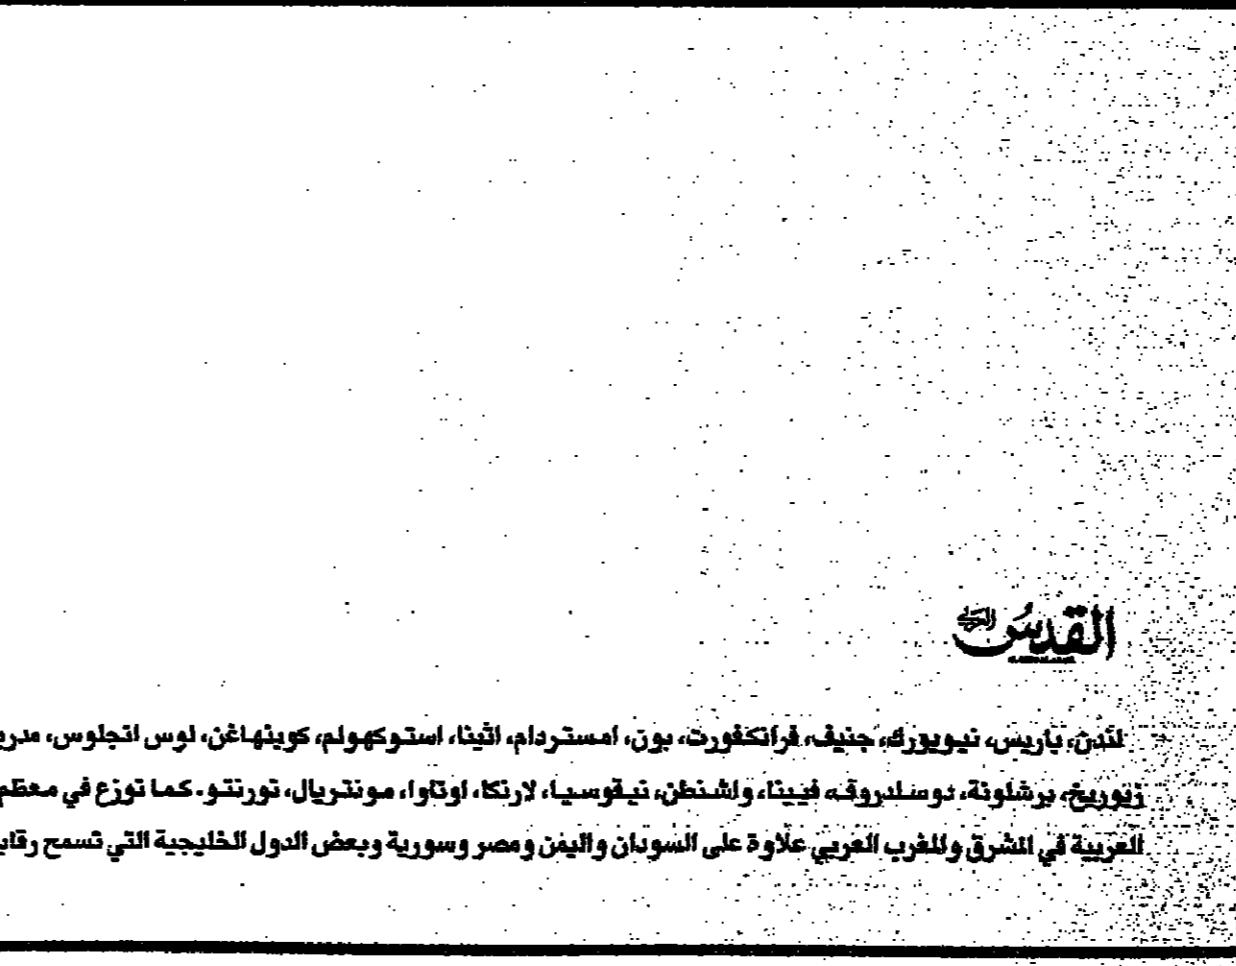 القدس العربي
لندن، باريس، نيويورك، جنيف، فرانكفورت، بون، امستردام، اثينا، استوكهولم، كوبنهاغن، لوس انجلوس،
زيوريخ، برشلونة، دوسلدروف، فيينا، واشنطن، نيقوسيا، لارنكا، اوتاوا، مونتريال، تورنتو. كما توزع في معظم
العربية في المشرق والمغرب العربي علاوة على السودان واليمن ومصر وسورية وبعض الدول الخليجية التي تسمح